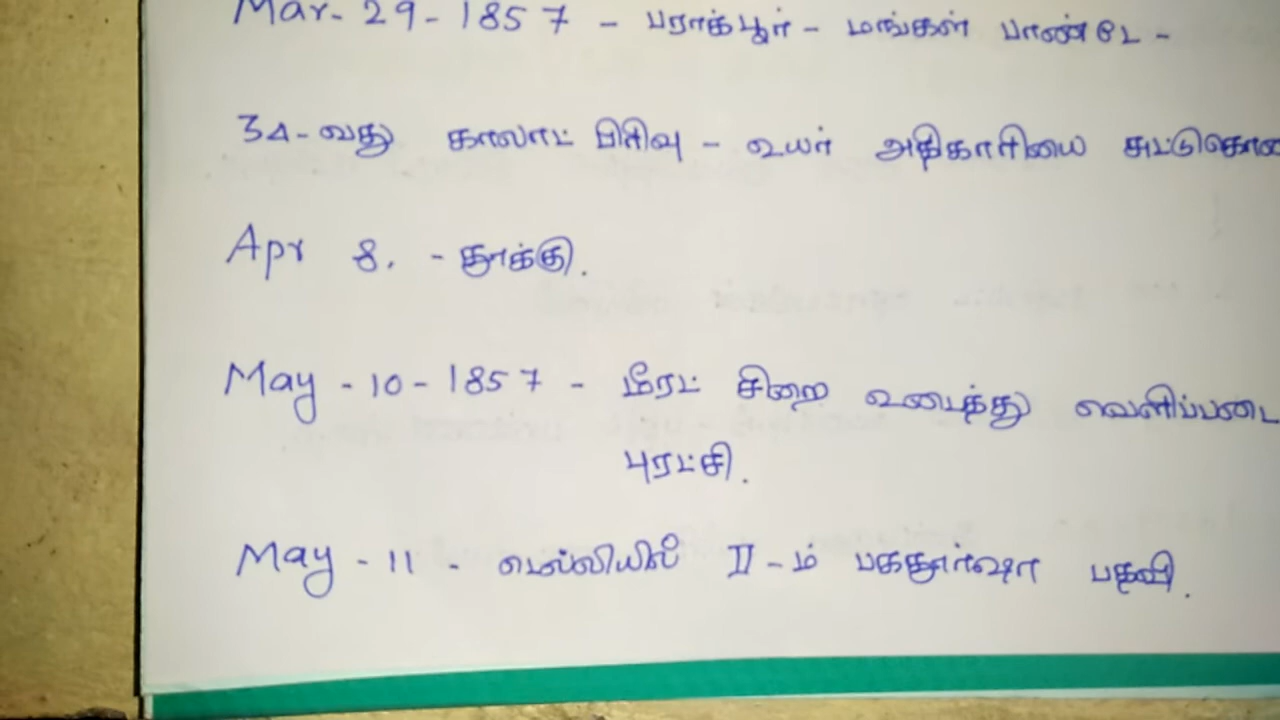 Mar - 29 - 1857 - பராக்பூர் - மங்கள் பாண்டே -
34-வது காலாட் பிரிவு - உயர் அதிகாரியை சுட்டுகொ
Apr 8. - தூக்கு.
May - 10 - 1857 - மீரட் சிறை உடைத்து வெளிப்படை
புரட்சி.
May - 11 - டெல்லியில் II - ம் பகதூர்ஷா பதவி.